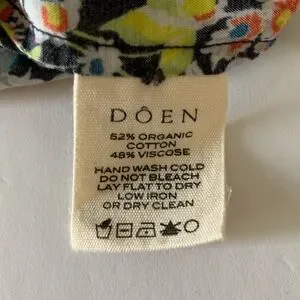 DÔEN
52% ORGANIC
COTTON
48% VISCOSE
HAND WASH COLD
DO NOT BLEACH
LAY FLAT TO DRY
LOW IRON
OR DRY CLEAN